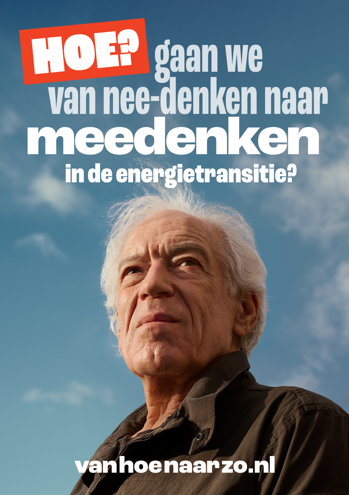 HOE? gaan we
van nee-denken naar
meedenken
in de energietransitie?
vanhoenaarzo.nl